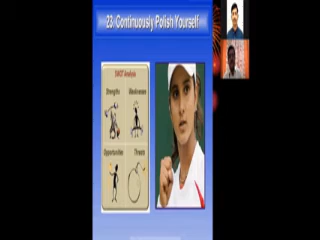 23. Continuously Polish Yourself
SWOT Analysis
Strengths Weaknesses
Opportunities Threats